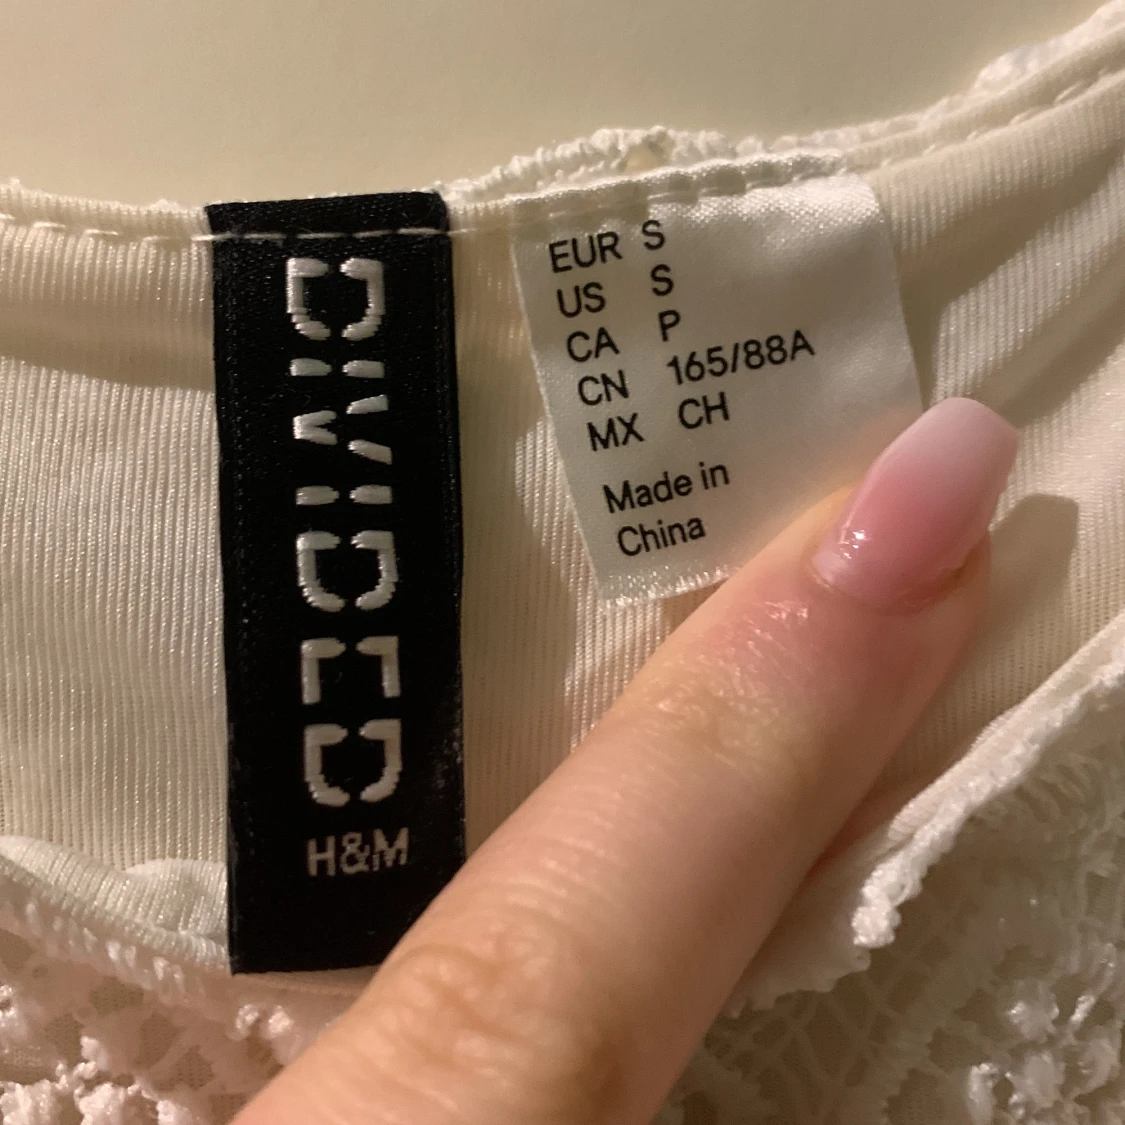 DIVIDED
H&M
EUR S
US S
CA P
CN 165/88A
MX CH
Made in
China